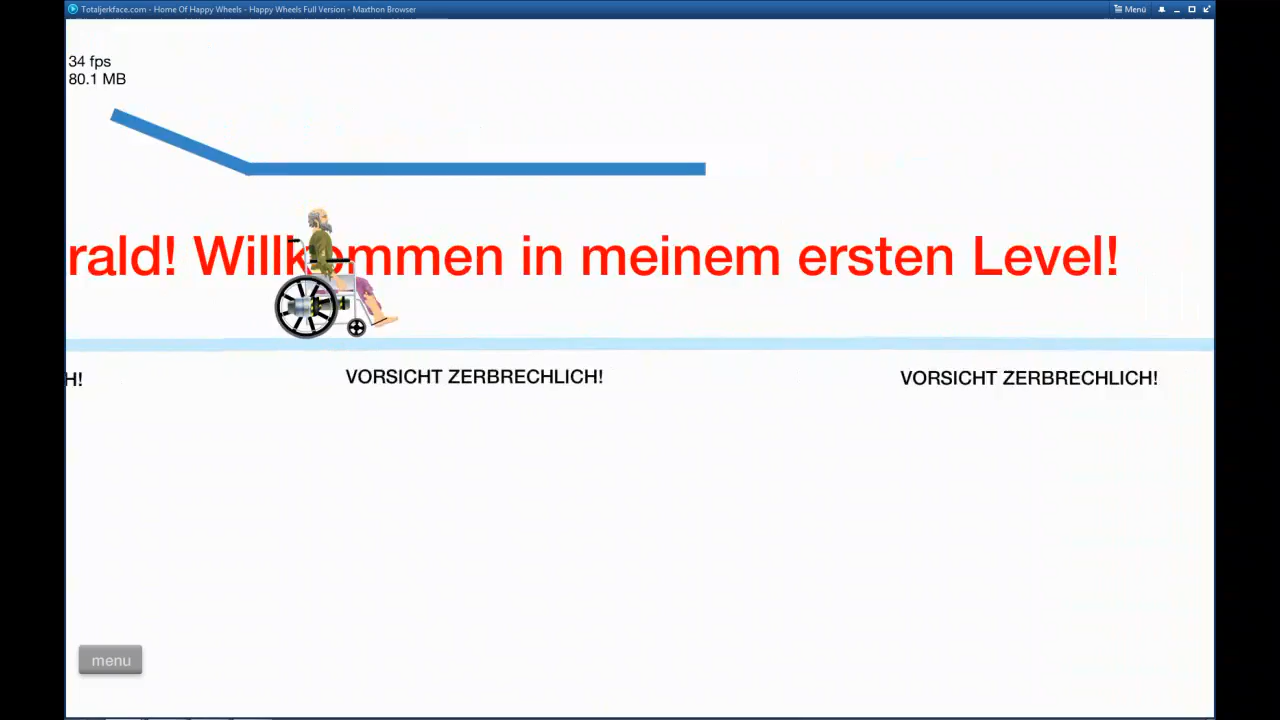 Totaljerkface.com - Home Of Happy Wheels - Happy Wheels Full Version - Maxthon Browser
Menü
34 fps
80.1 MB
rald! Willkommen in meinem ersten Level!
H!
VORSICHT ZERBRECHLICH!
VORSICHT ZERBRECHLICH!
menu